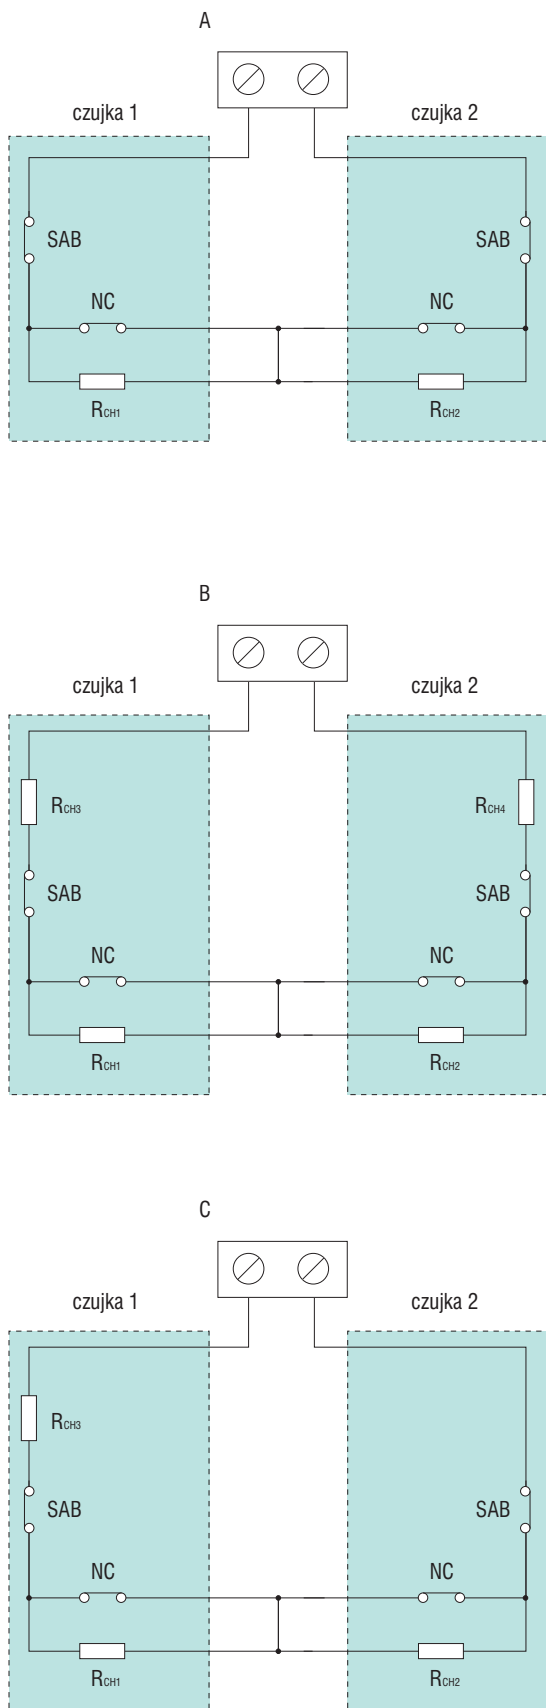 A
czujka 1 czujka 2
SAB SAB
NC NC
RCH1 RCH2
B
czujka 1 czujka 2
RCH3 RCH4
SAB SAB
NC NC
RCH1 RCH2
C
czujka 1 czujka 2
RCH3
SAB SAB
NC NC
RCH1 RCH2